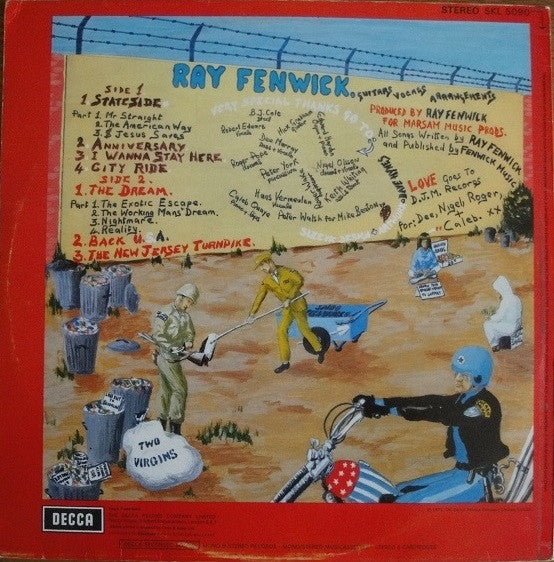 STEREO SKL 5090
RAY FENWICK. GUITARS VOCALS ARRANGEMENTS
SIDE 1
1 STATESIDE
Part 1. Mr. Straight
2. The American Way
3. B Jesus Saves
2 ANNIVERSARY
3 I WANNA STAY HERE
4 CITY RIDE
SIDE 2.
1. THE DREAM.
Part 1. The Exotic Escape.
2. The Working Mans' Dream.
3. Nightmare.
4. Reality.
2. BACK U. A.
3. THE NEW JERSEY TURNPIKE.
VERY SPECIAL THANKS TO
B.J. Cole
Robert Edwards
Jon Murray
Roger Pope
Peter York
Nigel Olsson
Keith Hartian
Caleb Quaye
Hans Vermeulen
Peter Walsh for Mike Bentons
PRODUCED BY RAY FENWICK
FOR MARSAM MUSIC PRODS.
All Songs Written by RAY FENWICK
and Published by FENWICK MUSIC
LOVE GOES TO
D.J.M. RECORDS
For: Dee, Nigel Roger,
Caleb. xx
TWO
VIRGINS
DECCA